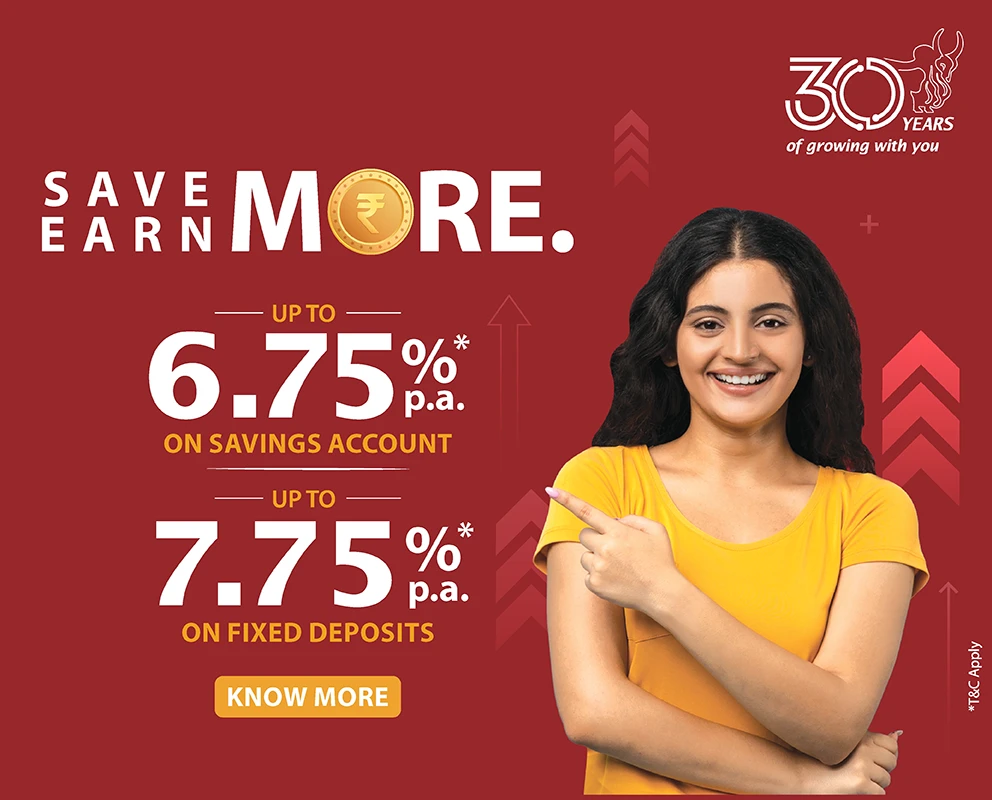 30
YEARS
of growing with you
SAVE
EARN
MORE.
UP TO
6.75%* p.a.
ON SAVINGS ACCOUNT
UP TO
7.75%* p.a.
ON FIXED DEPOSITS
KNOW MORE
*T&C Apply